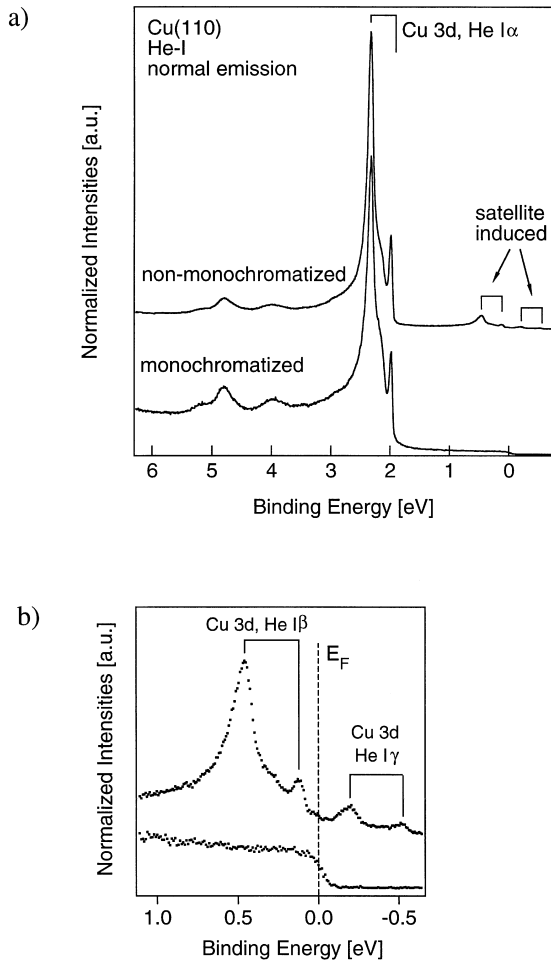 a)
Cu(110)
He-I
normal emission
Cu 3d, He Iα
satellite
induced
non-monochromatized
monochromatized
Normalized Intensities [a.u.]
6 5 4 3 2 1 0
Binding Energy [eV]
b)
Cu 3d, He Iβ
E_F
Cu 3d
He Iγ
Normalized Intensities [a.u.]
1.0 0.5 0.0 -0.5
Binding Energy [eV]